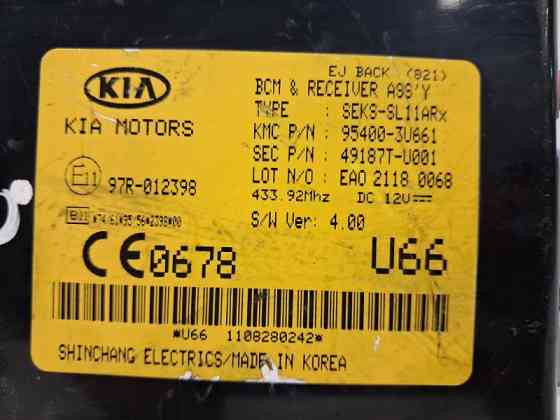 EJ BACK (821)
KIA
BCM & RECEIVER ASS'Y
TYPE : SEKS-SL11ARx
KIA MOTORS
KMC P/N : 95400-3U661
SEC P/N : 49187T-U001
E11 97R-012398
LOT N/O : EAO 2118 0068
433.92Mhz DC 12V
S/W Ver: 4.00
CE0678
U66
*U66 1108280242*
SHINCHANG ELECTRICS/MADE IN KOREA